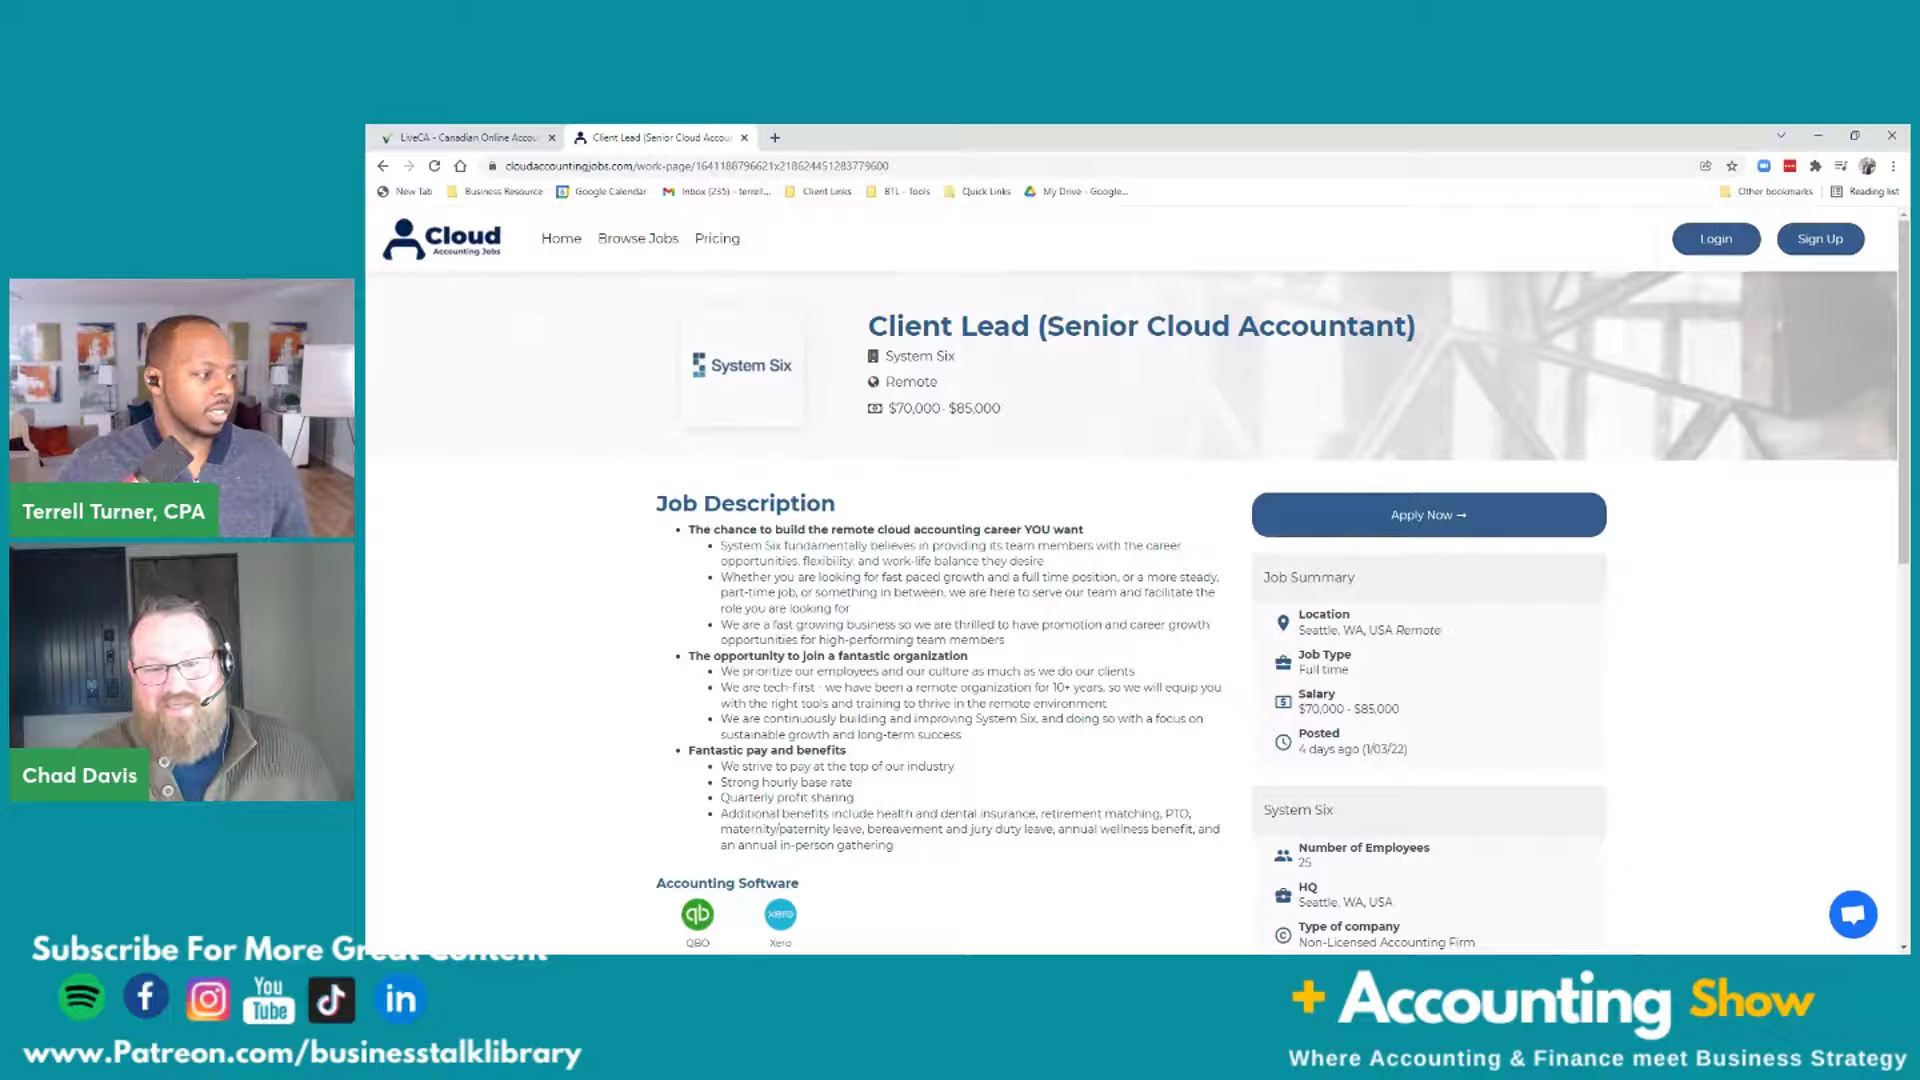 LiveCA - Canadian Online Accou
Client Lead (Senior Cloud Accour
cloudaccountingjobs.com/work-page/1641188796621x218624451283779600
New Tab
Business Resource
Google Calendar
Inbox (235) - terrell...
Client Links
BTL - Tools
Quick Links
My Drive - Google...
Other bookmarks
Reading list
Cloud
Accounting Jobs
Home
Browse Jobs
Pricing
Login
Sign Up
System Six
Client Lead (Senior Cloud Accountant)
System Six
Remote
$70,000- $85,000
Job Description
The chance to build the remote cloud accounting career YOU want
System Six fundamentally believes in providing its team members with the career
opportunities, flexibility, and work-life balance they desire
Whether you are looking for fast paced growth and a full time position, or a more steady,
part-time job, or something in between, we are here to serve our team and facilitate the
role you are looking for
We are a fast growing business so we are thrilled to have promotion and career growth
opportunities for high-performing team members
The opportunity to join a fantastic organization
We prioritize our employees and our culture as much as we do our clients
We are tech-first - we have been a remote organization for 10+ years, so we will equip you
with the right tools and training to thrive in the remote environment
We are continuously building and improving System Six, and doing so with a focus on
sustainable growth and long-term success
Fantastic pay and benefits
We strive to pay at the top of our industry
Strong hourly base rate
Quarterly profit sharing
Additional benefits include health and dental insurance, retirement matching, PTO,
maternity/paternity leave, bereavement and jury duty leave, annual wellness benefit, and
an annual in-person gathering
Accounting Software
qb
xero
QBO
Xero
Apply Now →
Job Summary
Location
Seattle, WA, USA Remote
Job Type
Full time
Salary
$70,000 - $85,000
Posted
4 days ago (1/03/22)
System Six
Number of Employees
25
HQ
Seattle, WA, USA
Type of company
Non-Licensed Accounting Firm
Terrell Turner, CPA
Chad Davis
Subscribe For More Great Content
You
Tube
in
www.Patreon.com/businesstalklibrary
+ Accounting Show
Where Accounting & Finance meet Business Strategy